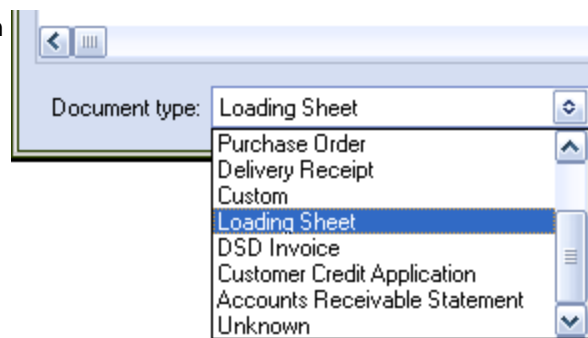 Document type: Loading Sheet
Purchase Order
Delivery Receipt
Custom
Loading Sheet
DSD Invoice
Customer Credit Application
Accounts Receivable Statement
Unknown